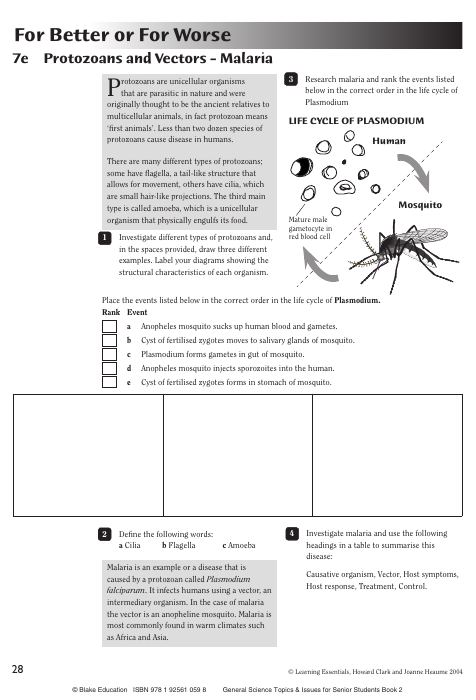 For Better or For Worse
7e Protozoans and Vectors – Malaria
Protozoans are unicellular organisms
that are parasitic in nature and were
originally thought to be the ancient relatives to
multicellular animals, in fact protozoan means
'first animals'. Less than two dozen species of
protozoans cause disease in humans.
There are many different types of protozoans;
some have flagella, a tail-like structure that
allows for movement, others have cilia, which
are small hair-like projections. The third main
type is called amoeba, which is a unicellular
organism that physically engulfs its food.
1 Investigate different types of protozoans and,
in the spaces provided, draw three different
examples. Label your diagrams showing the
structural characteristics of each organism.
3 Research malaria and rank the events listed
below in the correct order in the life cycle of
Plasmodium
LIFE CYCLE OF PLASMODIUM
Human
Mosquito
Mature male
gametocyte in
red blood cell
Place the events listed below in the correct order in the life cycle of Plasmodium.
Rank Event
a Anopheles mosquito sucks up human blood and gametes.
b Cyst of fertilised zygotes moves to salivary glands of mosquito.
c Plasmodium forms gametes in gut of mosquito.
d Anopheles mosquito injects sporozoites into the human.
e Cyst of fertilised zygotes forms in stomach of mosquito.
2 Define the following words:
a Cilia b Flagella c Amoeba
Malaria is an example or a disease that is
caused by a protozoan called Plasmodium
falciparum. It infects humans using a vector, an
intermediary organism. In the case of malaria
the vector is an anopheline mosquito. Malaria is
most commonly found in warm climates such
as Africa and Asia.
4 Investigate malaria and use the following
headings in a table to summarise this
disease:
Causative organism, Vector, Host symptoms,
Host response, Treatment, Control.
28
© Learning Essentials, Howard Clark and Joanne Heaume 2004
© Blake Education ISBN 978 1 92561 059 8 General Science Topics & Issues for Senior Students Book 2